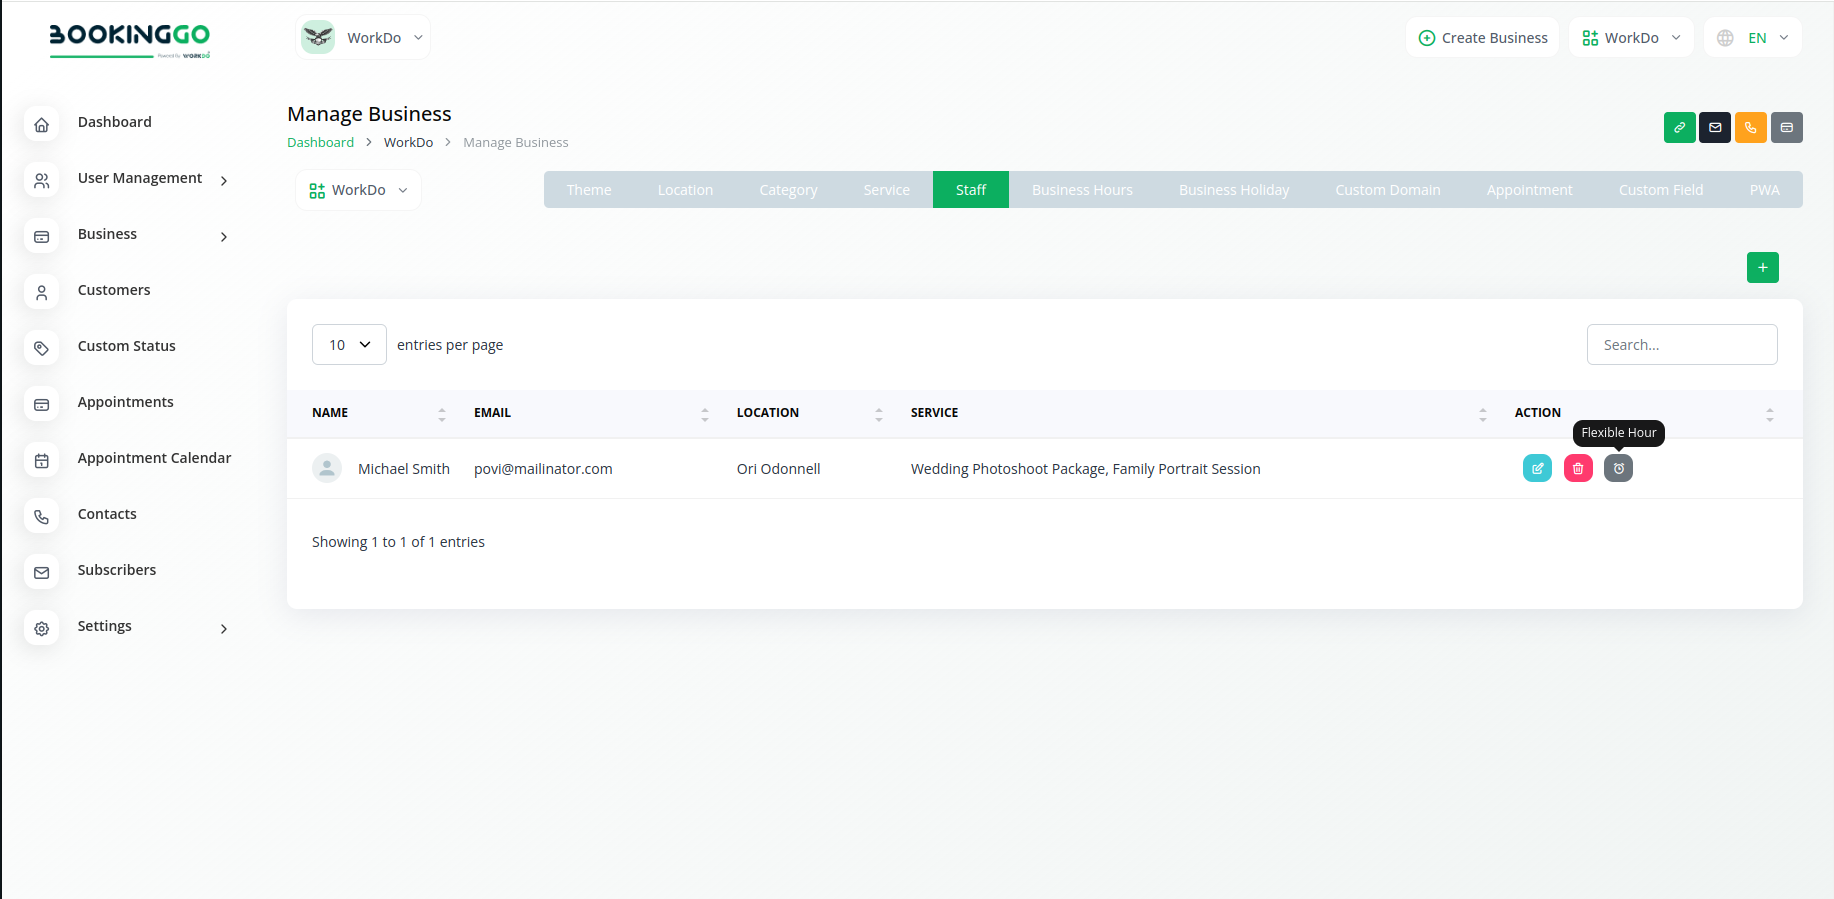 BOOKINGGO
Powered By WORKDO
WorkDo
Create Business
WorkDo
EN
Dashboard
User Management
Business
Customers
Custom Status
Appointments
Appointment Calendar
Contacts
Subscribers
Settings
Manage Business
Dashboard > WorkDo > Manage Business
WorkDo
Theme Location Category Service Staff Business Hours Business Holiday Custom Domain Appointment Custom Field PWA
+
10 entries per page
Search...
NAME EMAIL LOCATION SERVICE ACTION
Flexible Hour
Michael Smith povi@mailinator.com Ori Odonnell Wedding Photoshoot Package, Family Portrait Session
Showing 1 to 1 of 1 entries